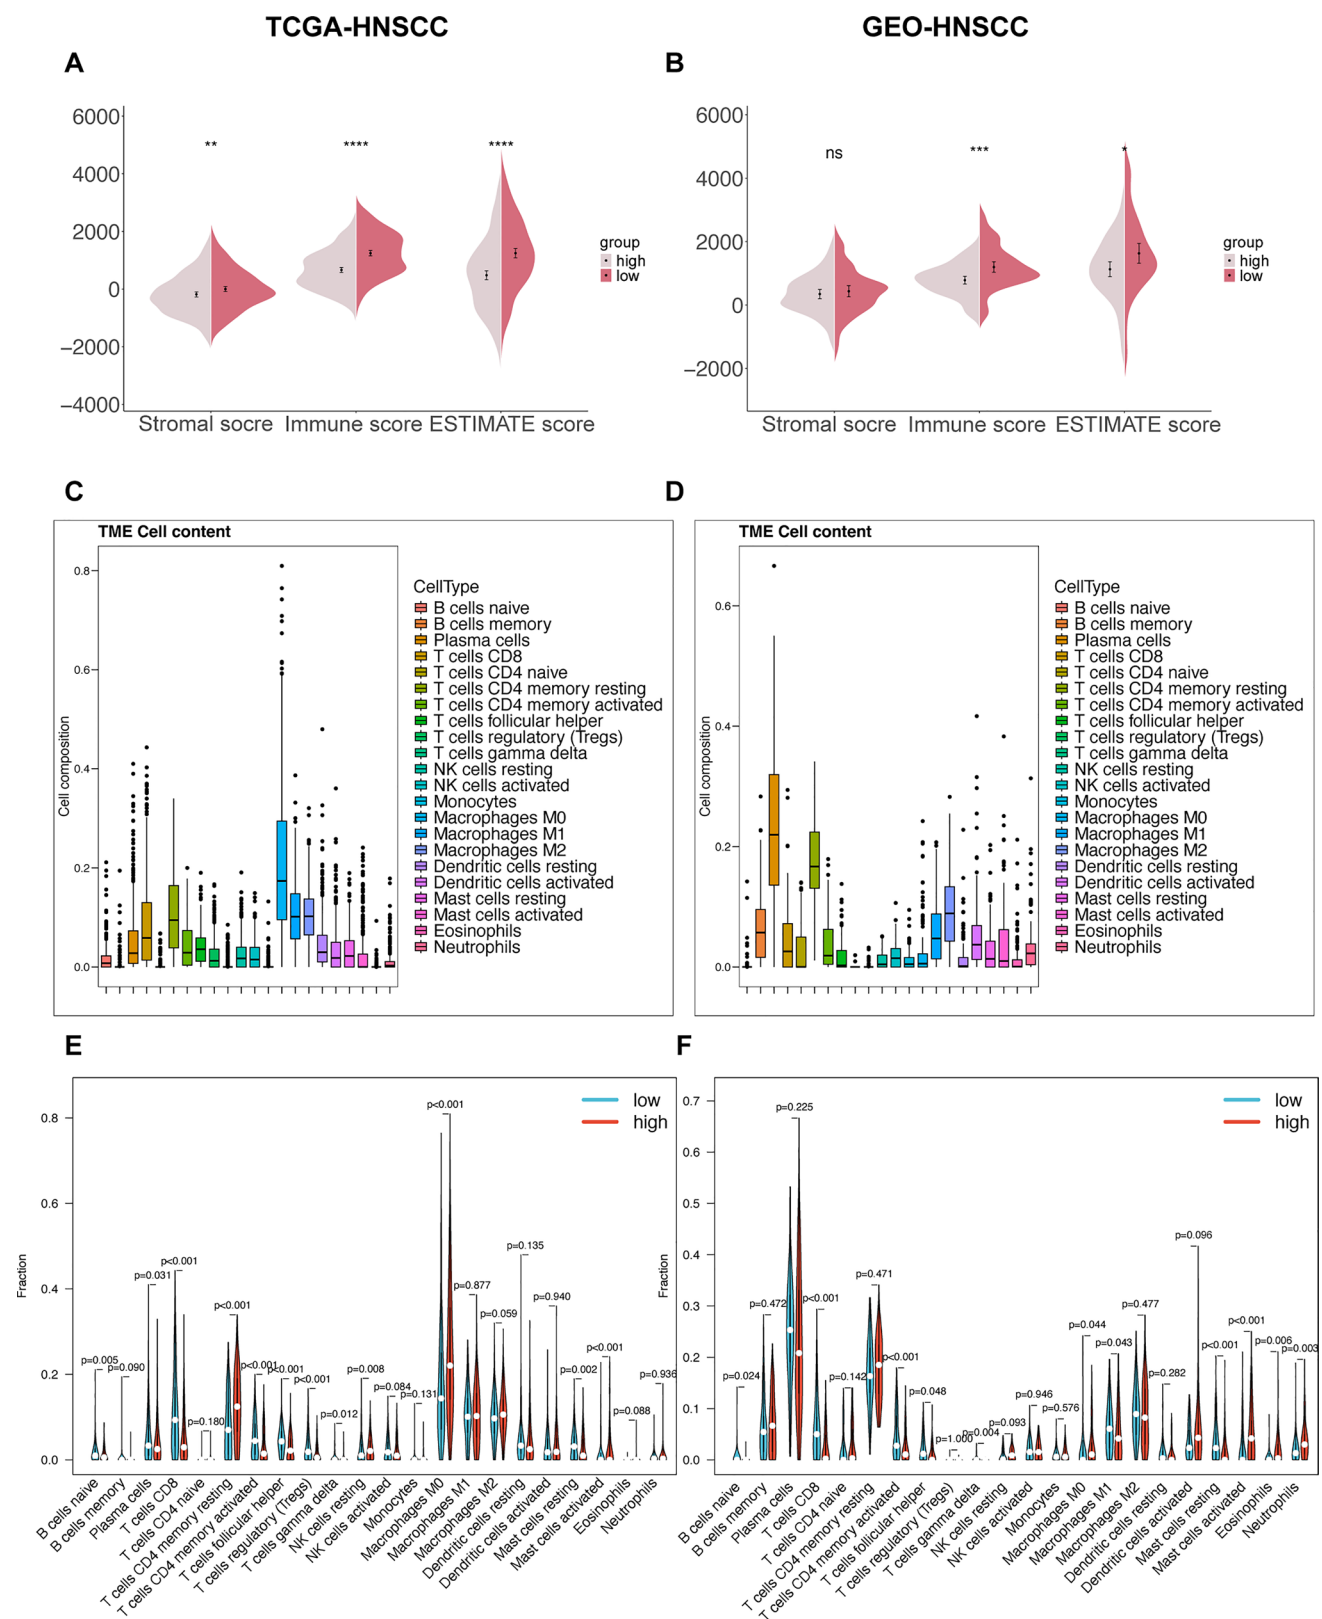 TCGA-HNSCC
GEO-HNSCC
A
6000
4000
2000
0
−2000
−4000
**
****
****
Stromal socre
Immune score
ESTIMATE score
group
high
low
B
6000
4000
2000
0
−2000
ns
***
*
Stromal socre
Immune score
ESTIMATE score
group
high
low
C
TME Cell content
Cell composition
0.8
0.6
0.4
0.2
0.0
CellType
B cells naive
B cells memory
Plasma cells
T cells CD8
T cells CD4 naive
T cells CD4 memory resting
T cells CD4 memory activated
T cells follicular helper
T cells regulatory (Tregs)
T cells gamma delta
NK cells resting
NK cells activated
Monocytes
Macrophages M0
Macrophages M1
Macrophages M2
Dendritic cells resting
Dendritic cells activated
Mast cells resting
Mast cells activated
Eosinophils
Neutrophils
D
TME Cell content
Cell composition
0.6
0.4
0.2
0.0
CellType
B cells naive
B cells memory
Plasma cells
T cells CD8
T cells CD4 naive
T cells CD4 memory resting
T cells CD4 memory activated
T cells follicular helper
T cells regulatory (Tregs)
T cells gamma delta
NK cells resting
NK cells activated
Monocytes
Macrophages M0
Macrophages M1
Macrophages M2
Dendritic cells resting
Dendritic cells activated
Mast cells resting
Mast cells activated
Eosinophils
Neutrophils
E
Fraction
0.8
0.6
0.4
0.2
0.0
low
high
p=0.005
p=0.090
p=0.031
p<0.001
p=0.180
p<0.001
p<0.001
p<0.001
p<0.001
p=0.012
p=0.008
p=0.084
p=0.131
p<0.001
p=0.877
p=0.059
p=0.135
p=0.940
p=0.002
p<0.001
p=0.088
p=0.936
B cells naive
B cells memory
Plasma cells
T cells CD8
T cells CD4 naive
T cells CD4 memory resting
T cells CD4 memory activated
T cells follicular helper
T cells regulatory (Tregs)
T cells gamma delta
NK cells resting
NK cells activated
Monocytes
Macrophages M0
Macrophages M1
Macrophages M2
Dendritic cells resting
Dendritic cells activated
Mast cells resting
Mast cells activated
Eosinophils
Neutrophils
F
Fraction
0.7
0.6
0.5
0.4
0.3
0.2
0.1
0.0
low
high
p=0.024
p=0.472
p=0.225
p<0.001
p=0.142
p=0.471
p<0.001
p=0.048
p=1.000
p=0.004
p=0.093
p=0.946
p=0.576
p=0.044
p=0.043
p=0.477
p=0.282
p=0.096
p<0.001
p<0.001
p=0.006
p=0.003
B cells naive
B cells memory
Plasma cells
T cells CD8
T cells CD4 naive
T cells CD4 memory resting
T cells CD4 memory activated
T cells follicular helper
T cells regulatory (Tregs)
T cells gamma delta
NK cells resting
NK cells activated
Monocytes
Macrophages M0
Macrophages M1
Macrophages M2
Dendritic cells resting
Dendritic cells activated
Mast cells resting
Mast cells activated
Eosinophils
Neutrophils